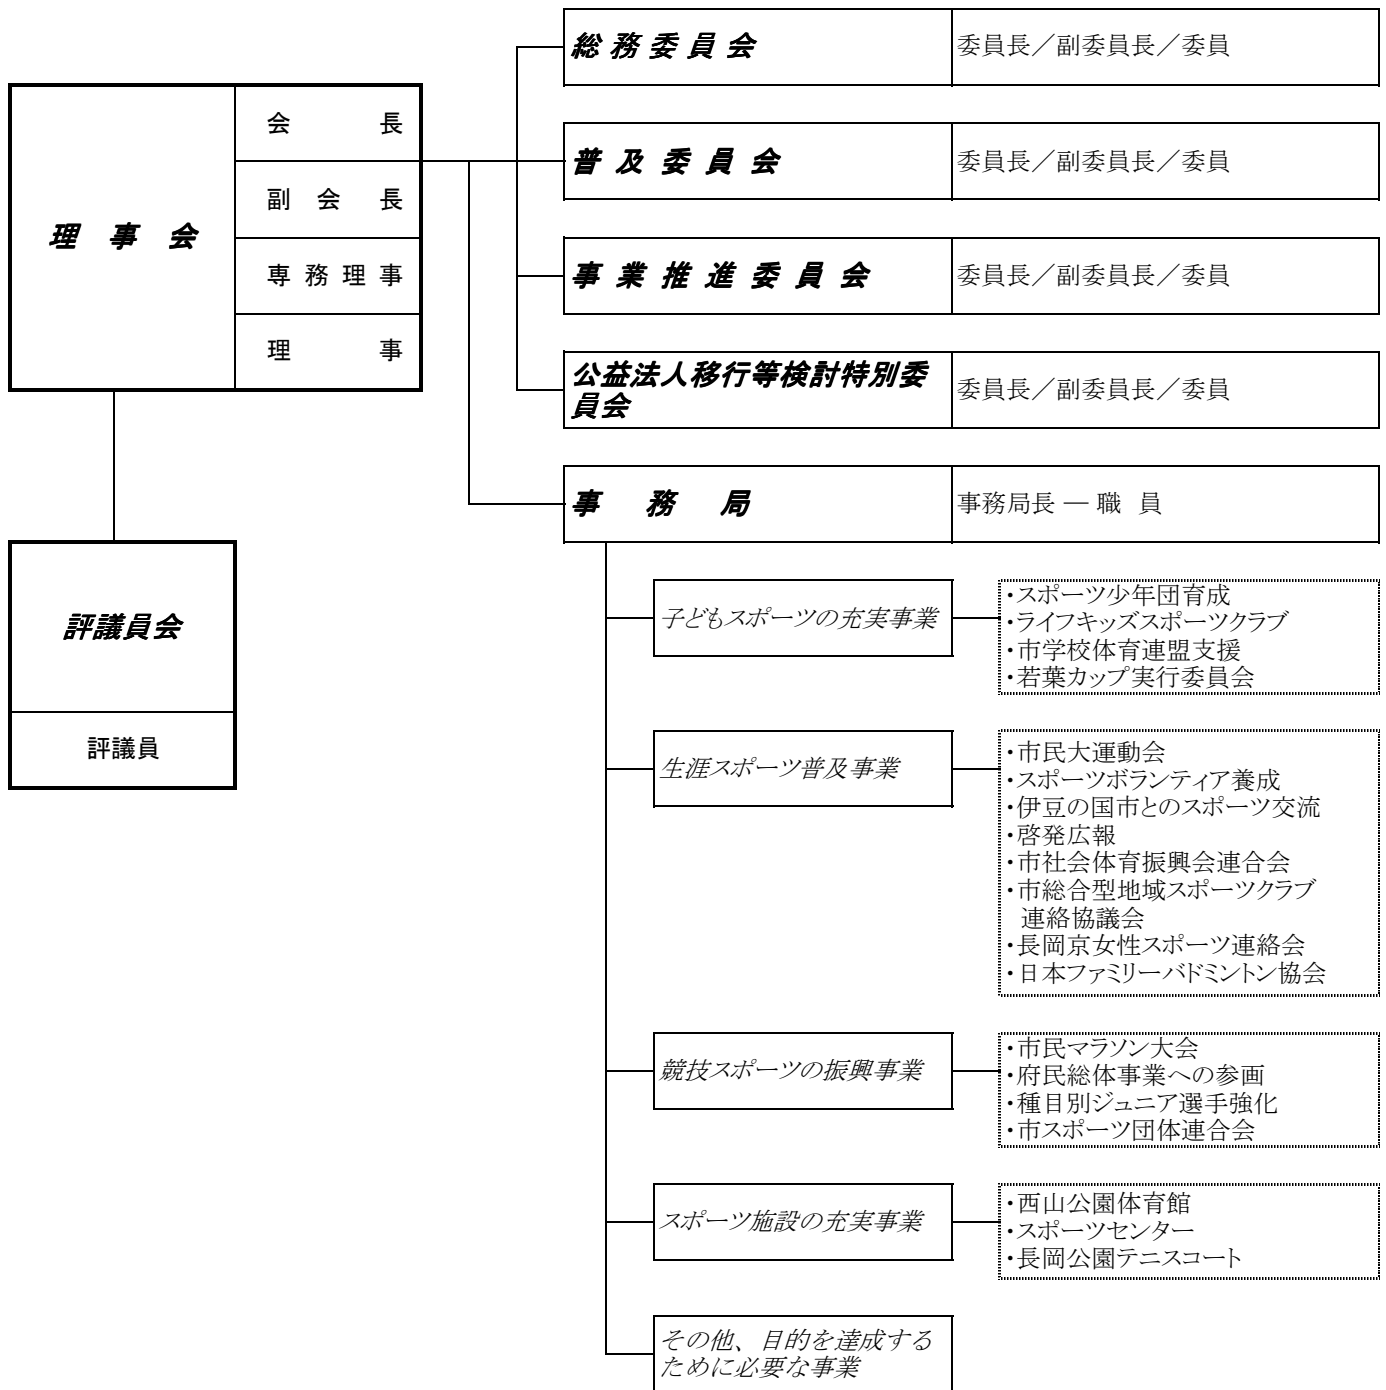 総務委員会
委員長／副委員長／委員
理事会
会長
副会長
専務理事
理事
普及委員会
委員長／副委員長／委員
事業推進委員会
委員長／副委員長／委員
公益法人移行等検討特別委
員会
委員長／副委員長／委員
事務局
事務局長 ― 職 員
評議員会
評議員
子どもスポーツの充実事業
・スポーツ少年団育成
・ライフキッズスポーツクラブ
・市学校体育連盟支援
・若葉カップ実行委員会
生涯スポーツ普及事業
・市民大運動会
・スポーツボランティア養成
・伊豆の国市とのスポーツ交流
・啓発広報
・市社会体育振興会連合会
・市総合型地域スポーツクラブ
連絡協議会
・長岡京女性スポーツ連絡会
・日本ファミリーバドミントン協会
競技スポーツの振興事業
・市民マラソン大会
・府民総体事業への参画
・種目別ジュニア選手強化
・市スポーツ団体連合会
スポーツ施設の充実事業
・西山公園体育館
・スポーツセンター
・長岡公園テニスコート
その他、目的を達成する
ために必要な事業